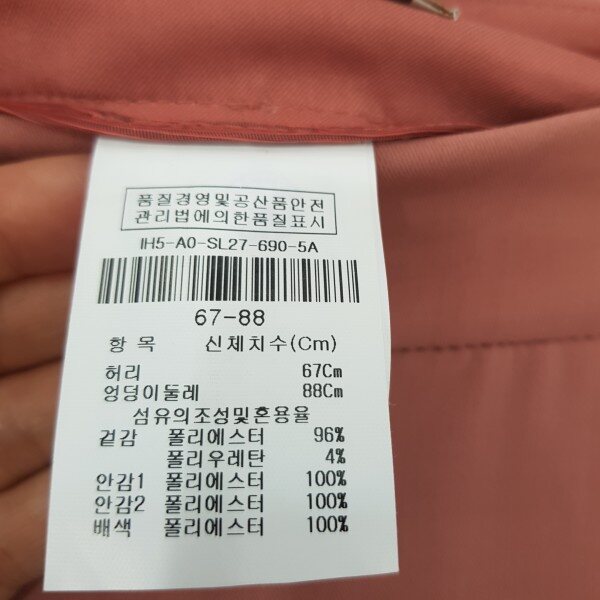 품질경영및공산품안전
관리법에의한품질표시
IH5-A0-SL27-690-5A
67-88
항 목 신체치수(Cm)
허리 67Cm
엉덩이둘레 88Cm
섬유의조성및혼용율
겉감 폴리에스터 96%
폴리우레탄 4%
안감1 폴리에스터 100%
안감2 폴리에스터 100%
배색 폴리에스터 100%